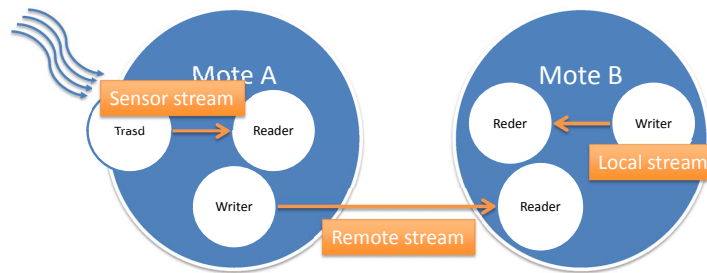 Mote A
Sensor stream
Trasd
Reader
Writer
Remote stream
Mote B
Reder
Writer
Local stream
Reader